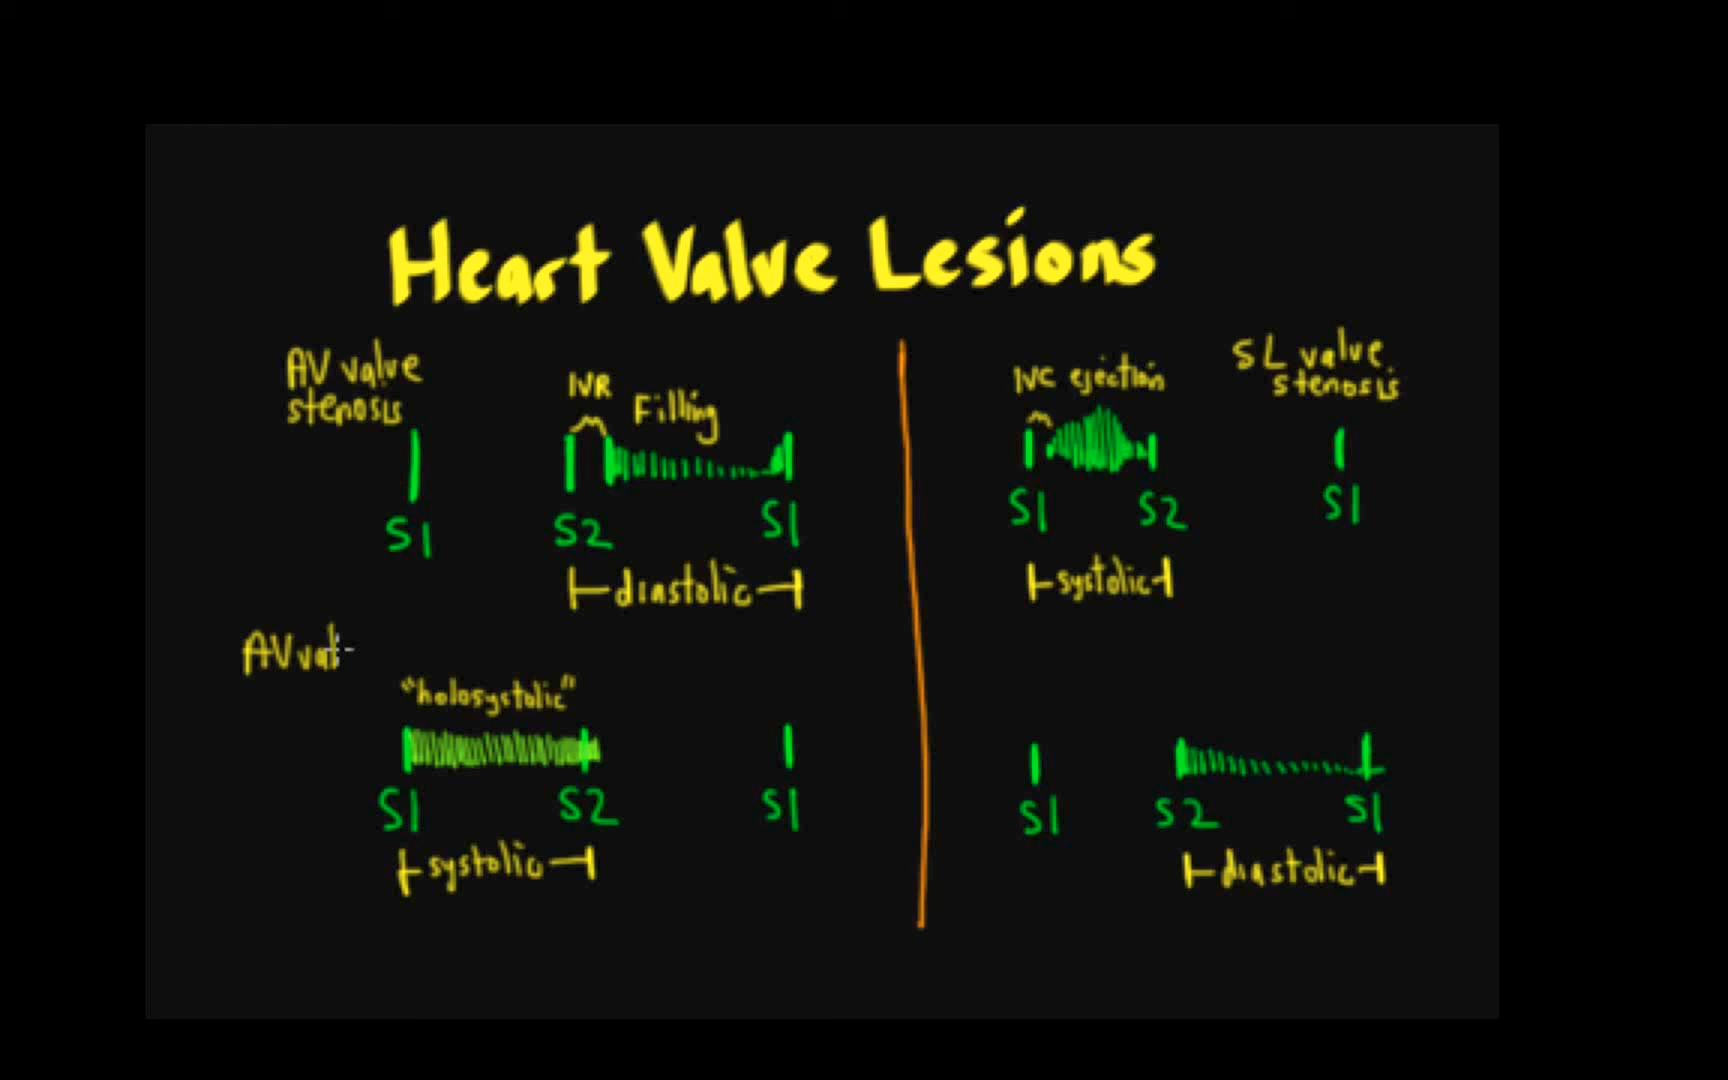 Heart Valve Lesions
AV valve
stenosis
IVR
Filling
S1
S2
S1
diastolic
IVC ejection
SL valve
stenosis
S1
S2
S1
systolic
AV val
"holosystolic"
S1
S2
S1
systolic
S1
S2
S1
diastolic